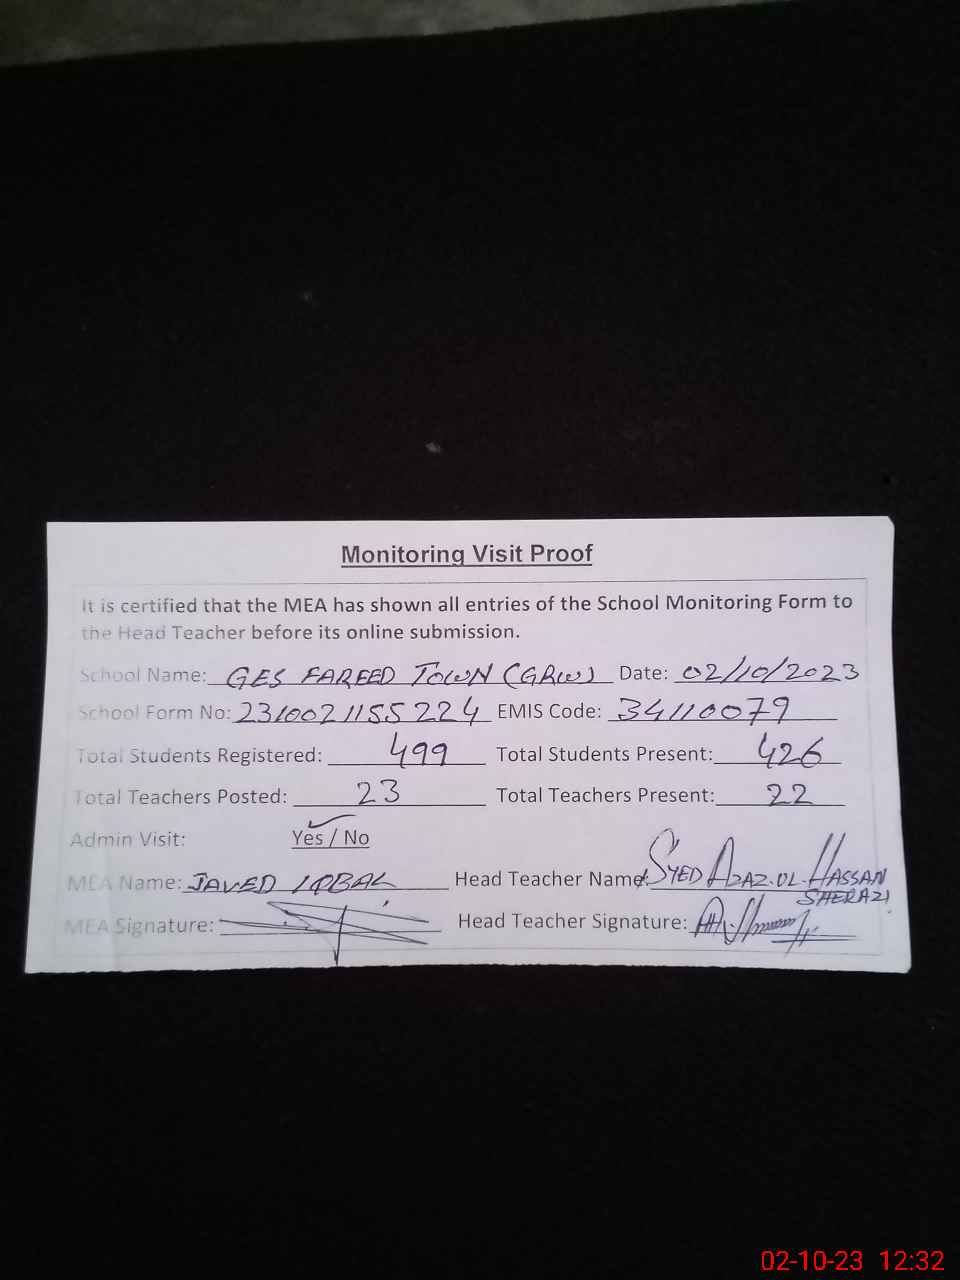 Monitoring Visit Proof
It is certified that the MEA has shown all entries of the School Monitoring Form to
the Head Teacher before its online submission.
School Name: GES FAREED TOWN (GRW) Date: 02/10/2023
School Form No: 2310021155224 EMIS Code: 34110079
Total Students Registered: 499 Total Students Present: 426
Total Teachers Posted: 23 Total Teachers Present: 22
Admin Visit: Yes / No
MEA Name: JAVED IQBAL Head Teacher Name: SYED AZAZ.UL.HASSAN
SHERAZI
MEA Signature: Head Teacher Signature:
02-10-23 12:32